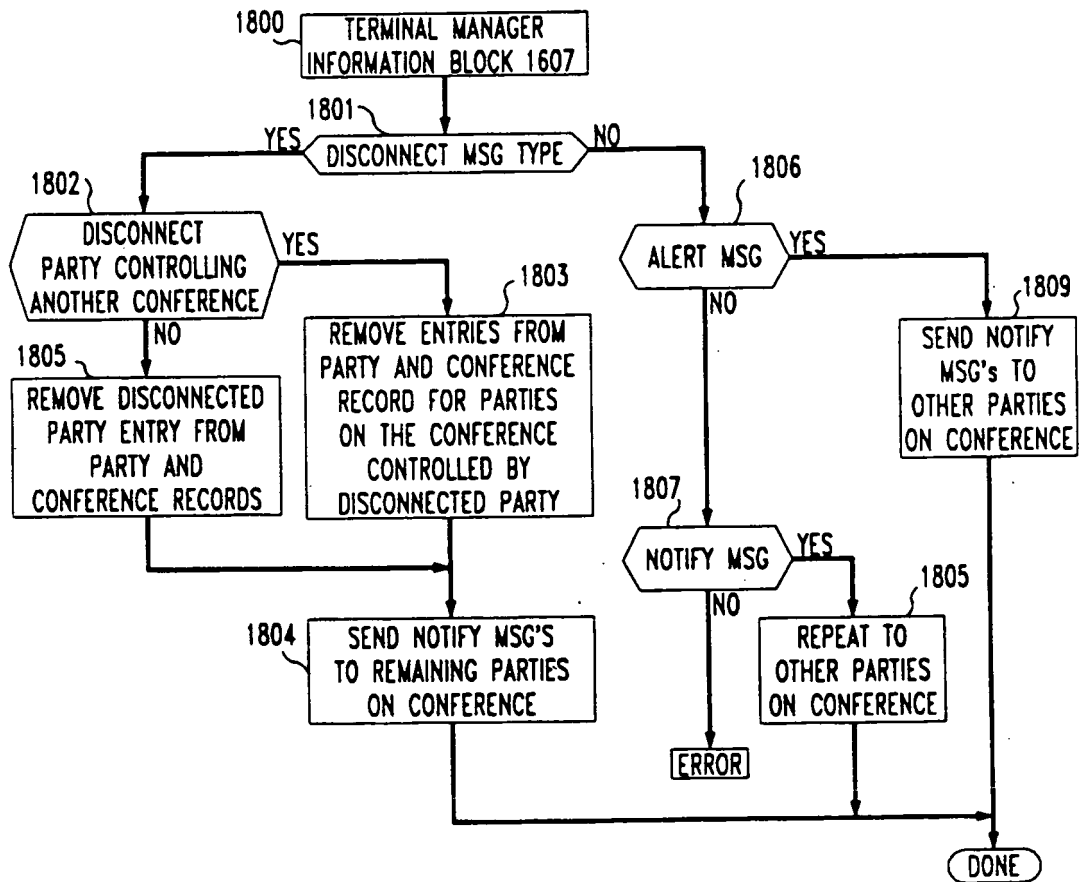 1800
TERMINAL MANAGER
INFORMATION BLOCK 1607
1801
YES
NO
DISCONNECT MSG TYPE
1802
DISCONNECT
PARTY CONTROLLING
ANOTHER CONFERENCE
YES
NO
1803
REMOVE ENTRIES FROM
PARTY AND CONFERENCE
RECORD FOR PARTIES
ON THE CONFERENCE
CONTROLLED BY
DISCONNECTED PARTY
1805
REMOVE DISCONNECTED
PARTY ENTRY FROM
PARTY AND
CONFERENCE RECORDS
1804
SEND NOTIFY MSG'S
TO REMAINING PARTIES
ON CONFERENCE
1806
ALERT MSG
YES
NO
1809
SEND NOTIFY
MSG's TO
OTHER PARTIES
ON CONFERENCE
1807
NOTIFY MSG
YES
NO
1805
REPEAT TO
OTHER PARTIES
ON CONFERENCE
ERROR
DONE